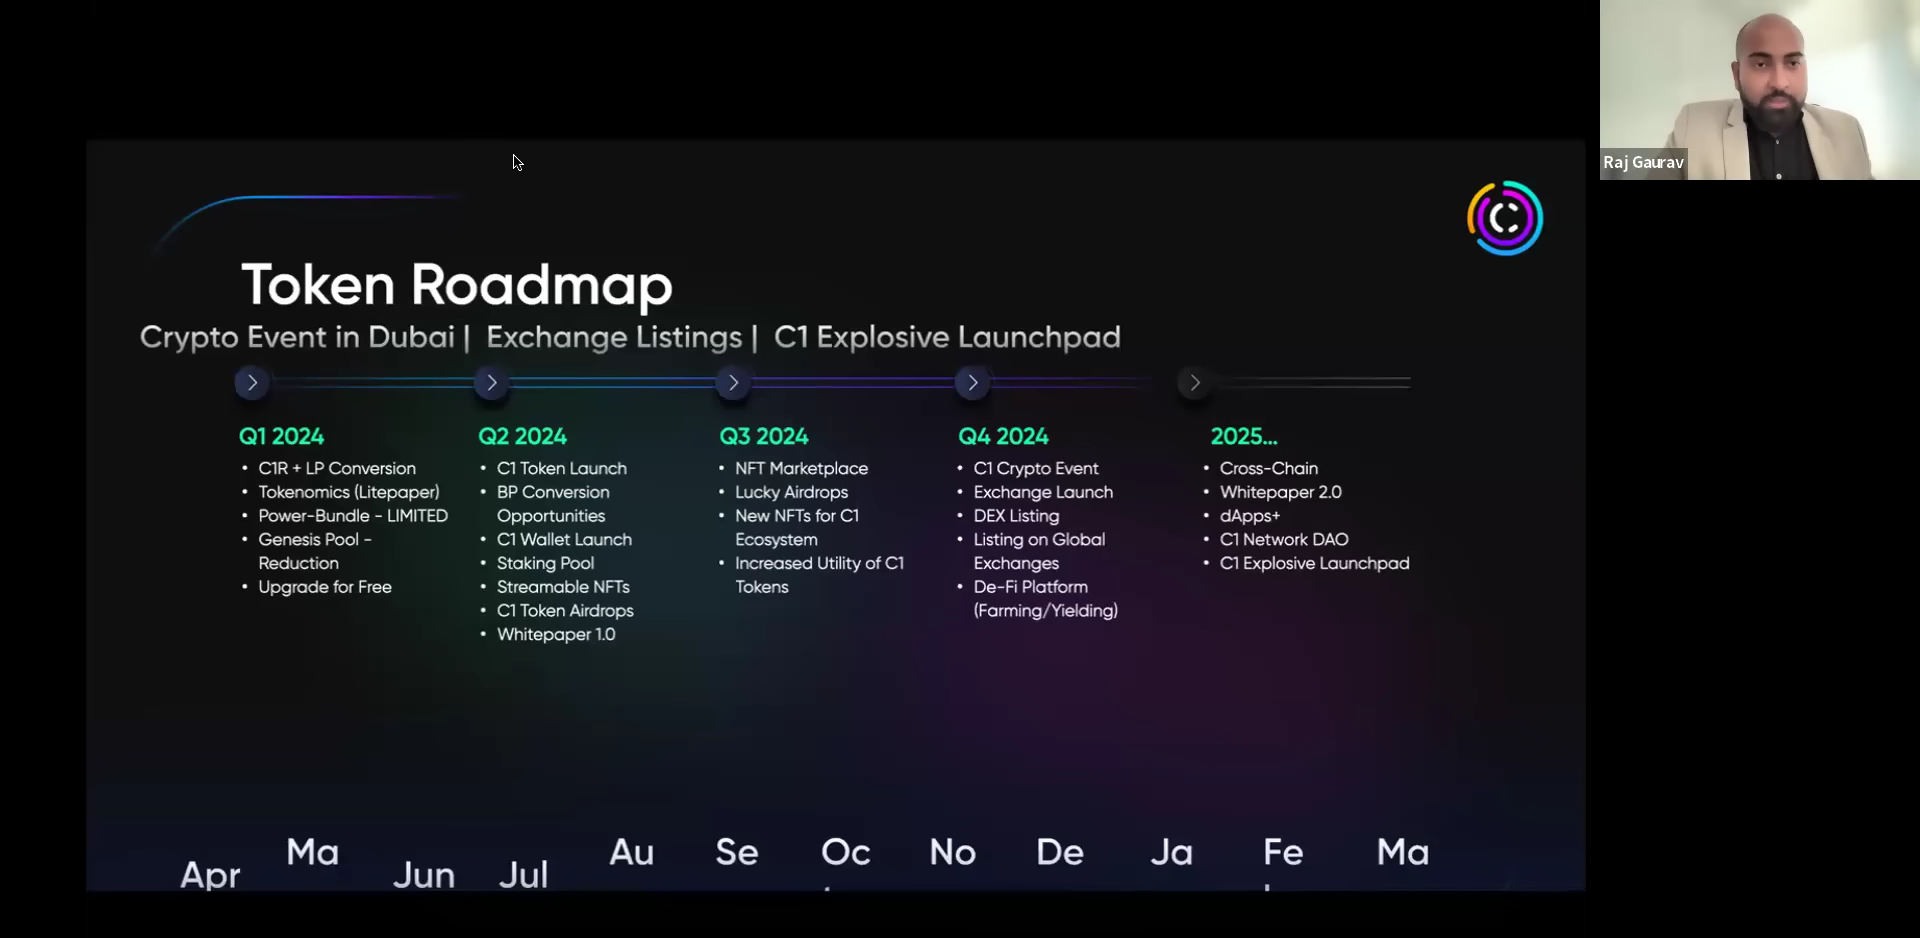 Raj Gaurav
Token Roadmap
Crypto Event in Dubai | Exchange Listings | C1 Explosive Launchpad
Q1 2024
• C1R + LP Conversion
• Tokenomics (Litepaper)
• Power-Bundle - LIMITED
• Genesis Pool -
Reduction
• Upgrade for Free
Q2 2024
• C1 Token Launch
• BP Conversion
Opportunities
• C1 Wallet Launch
• Staking Pool
• Streamable NFTs
• C1 Token Airdrops
• Whitepaper 1.0
Q3 2024
• NFT Marketplace
• Lucky Airdrops
• New NFTs for C1
Ecosystem
• Increased Utility of C1
Tokens
Q4 2024
• C1 Crypto Event
• Exchange Launch
• DEX Listing
• Listing on Global
Exchanges
• De-Fi Platform
(Farming/Yielding)
2025...
• Cross-Chain
• Whitepaper 2.0
• dApps+
• C1 Network DAO
• C1 Explosive Launchpad
Apr Ma Jun Jul Au Se Oc No De Ja Fe Ma